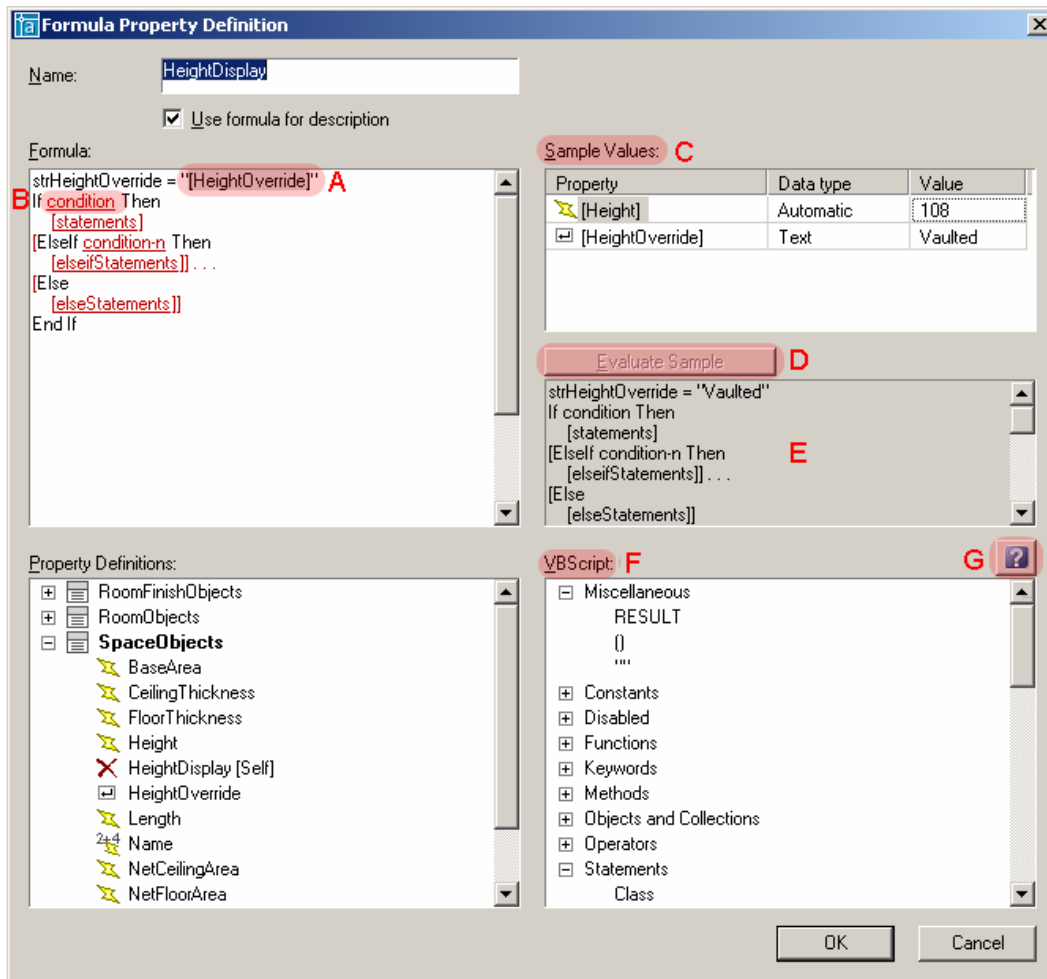 Formula Property Definition
Name:
HeightDisplay
Use formula for description
Formula:
strHeightOverride = "[HeightOverride]" A
B If condition Then
[statements]
[ElseIf condition-n Then
[elseifStatements]] . . .
[Else
[elseStatements]]
End If
Sample Values: C
Property Data type Value
[Height] Automatic 108
[HeightOverride] Text Vaulted
Evaluate Sample D
strHeightOverride = "Vaulted"
If condition Then
[statements]
[ElseIf condition-n Then
[elseifStatements]] . . .
[Else
[elseStatements]]
E
Property Definitions:
RoomFinishObjects
RoomObjects
SpaceObjects
BaseArea
CeilingThickness
FloorThickness
Height
HeightDisplay [Self]
HeightOverride
Length
2+4 Name
NetCeilingArea
NetFloorArea
VBScript: F
G ?
Miscellaneous
RESULT
()
""
Constants
Disabled
Functions
Keywords
Methods
Objects and Collections
Operators
Statements
Class
OK
Cancel